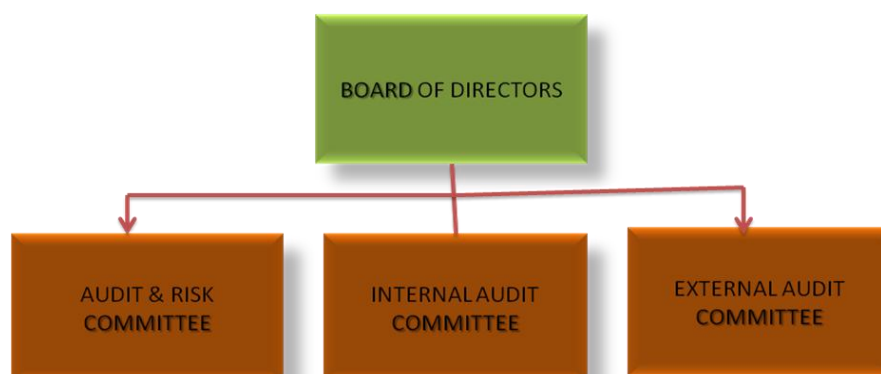 BOARD OF DIRECTORS
AUDIT & RISK
COMMITTEE
INTERNAL AUDIT
COMMITTEE
EXTERNAL AUDIT
COMMITTEE